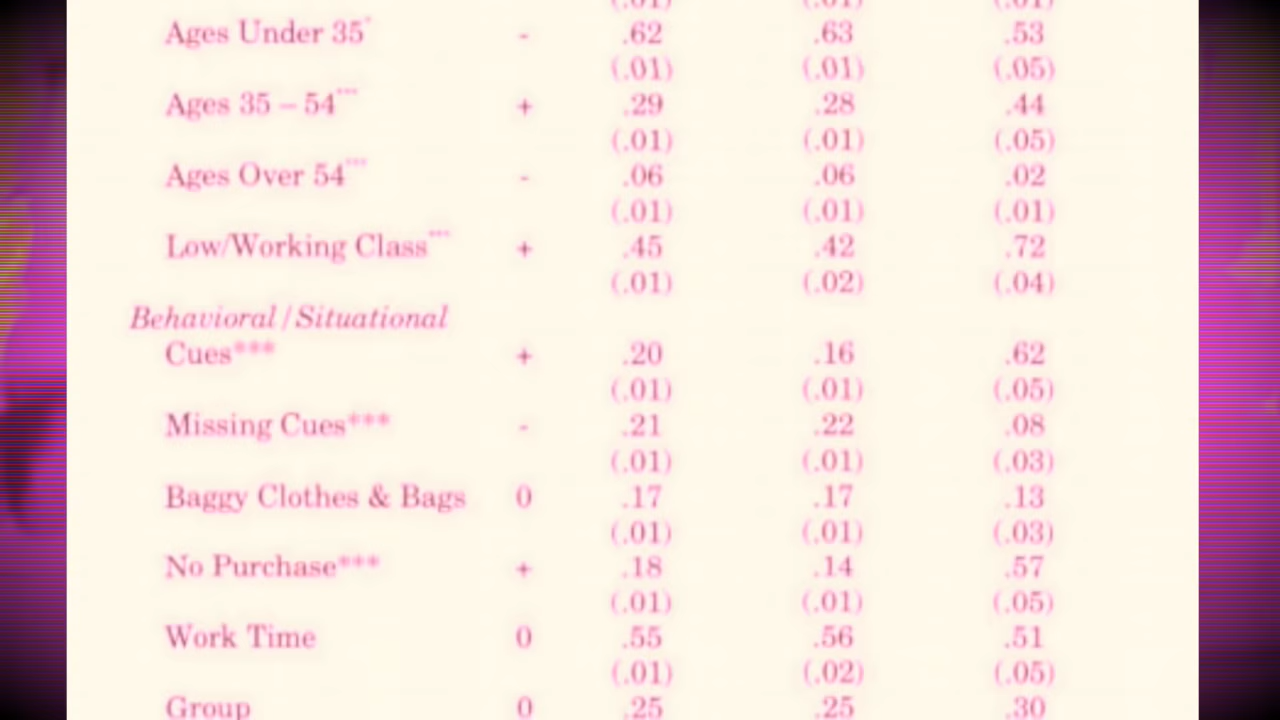 (.01) (.01) (.01)
Ages Under 35* - .62 .63 .53
(.01) (.01) (.05)
Ages 35 – 54*** + .29 .28 .44
(.01) (.01) (.05)
Ages Over 54*** - .06 .06 .02
(.01) (.01) (.01)
Low/Working Class*** + .45 .42 .72
(.01) (.02) (.04)
Behavioral/Situational
Cues*** + .20 .16 .62
(.01) (.01) (.05)
Missing Cues*** - .21 .22 .08
(.01) (.01) (.03)
Baggy Clothes & Bags 0 .17 .17 .13
(.01) (.01) (.03)
No Purchase*** + .18 .14 .57
(.01) (.01) (.05)
Work Time 0 .55 .56 .51
(.01) (.02) (.05)
Group 0 .25 .25 .30